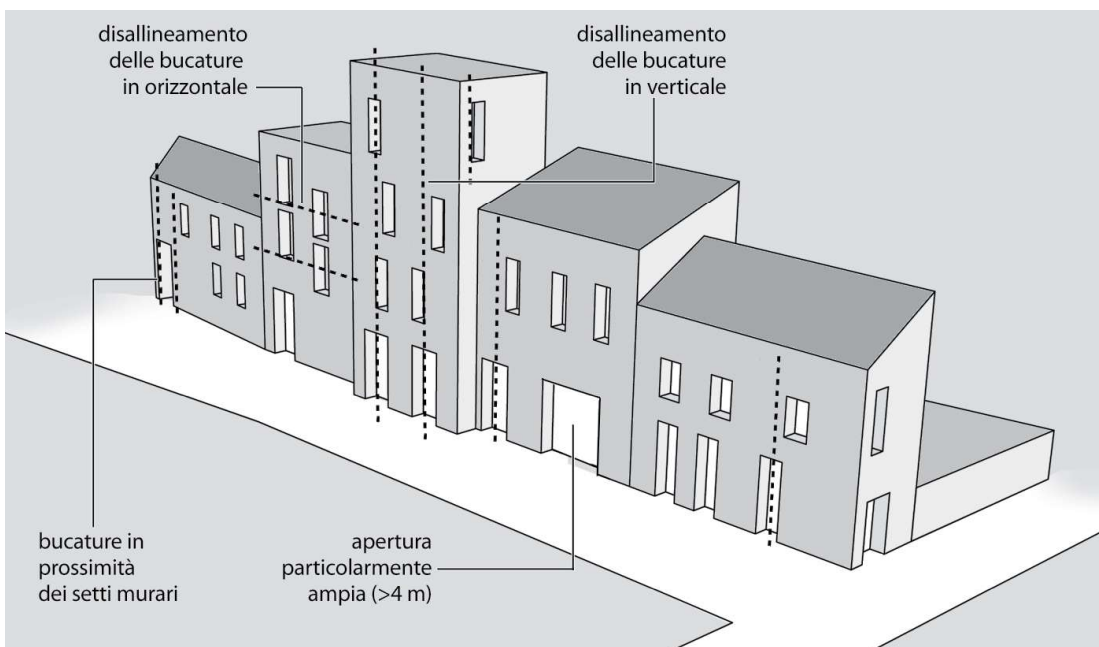 disallineamento
delle bucature
in orizzontale
disallineamento
delle bucature
in verticale
bucature in
prossimità
dei setti murari
apertura
particolarmente
ampia (>4 m)